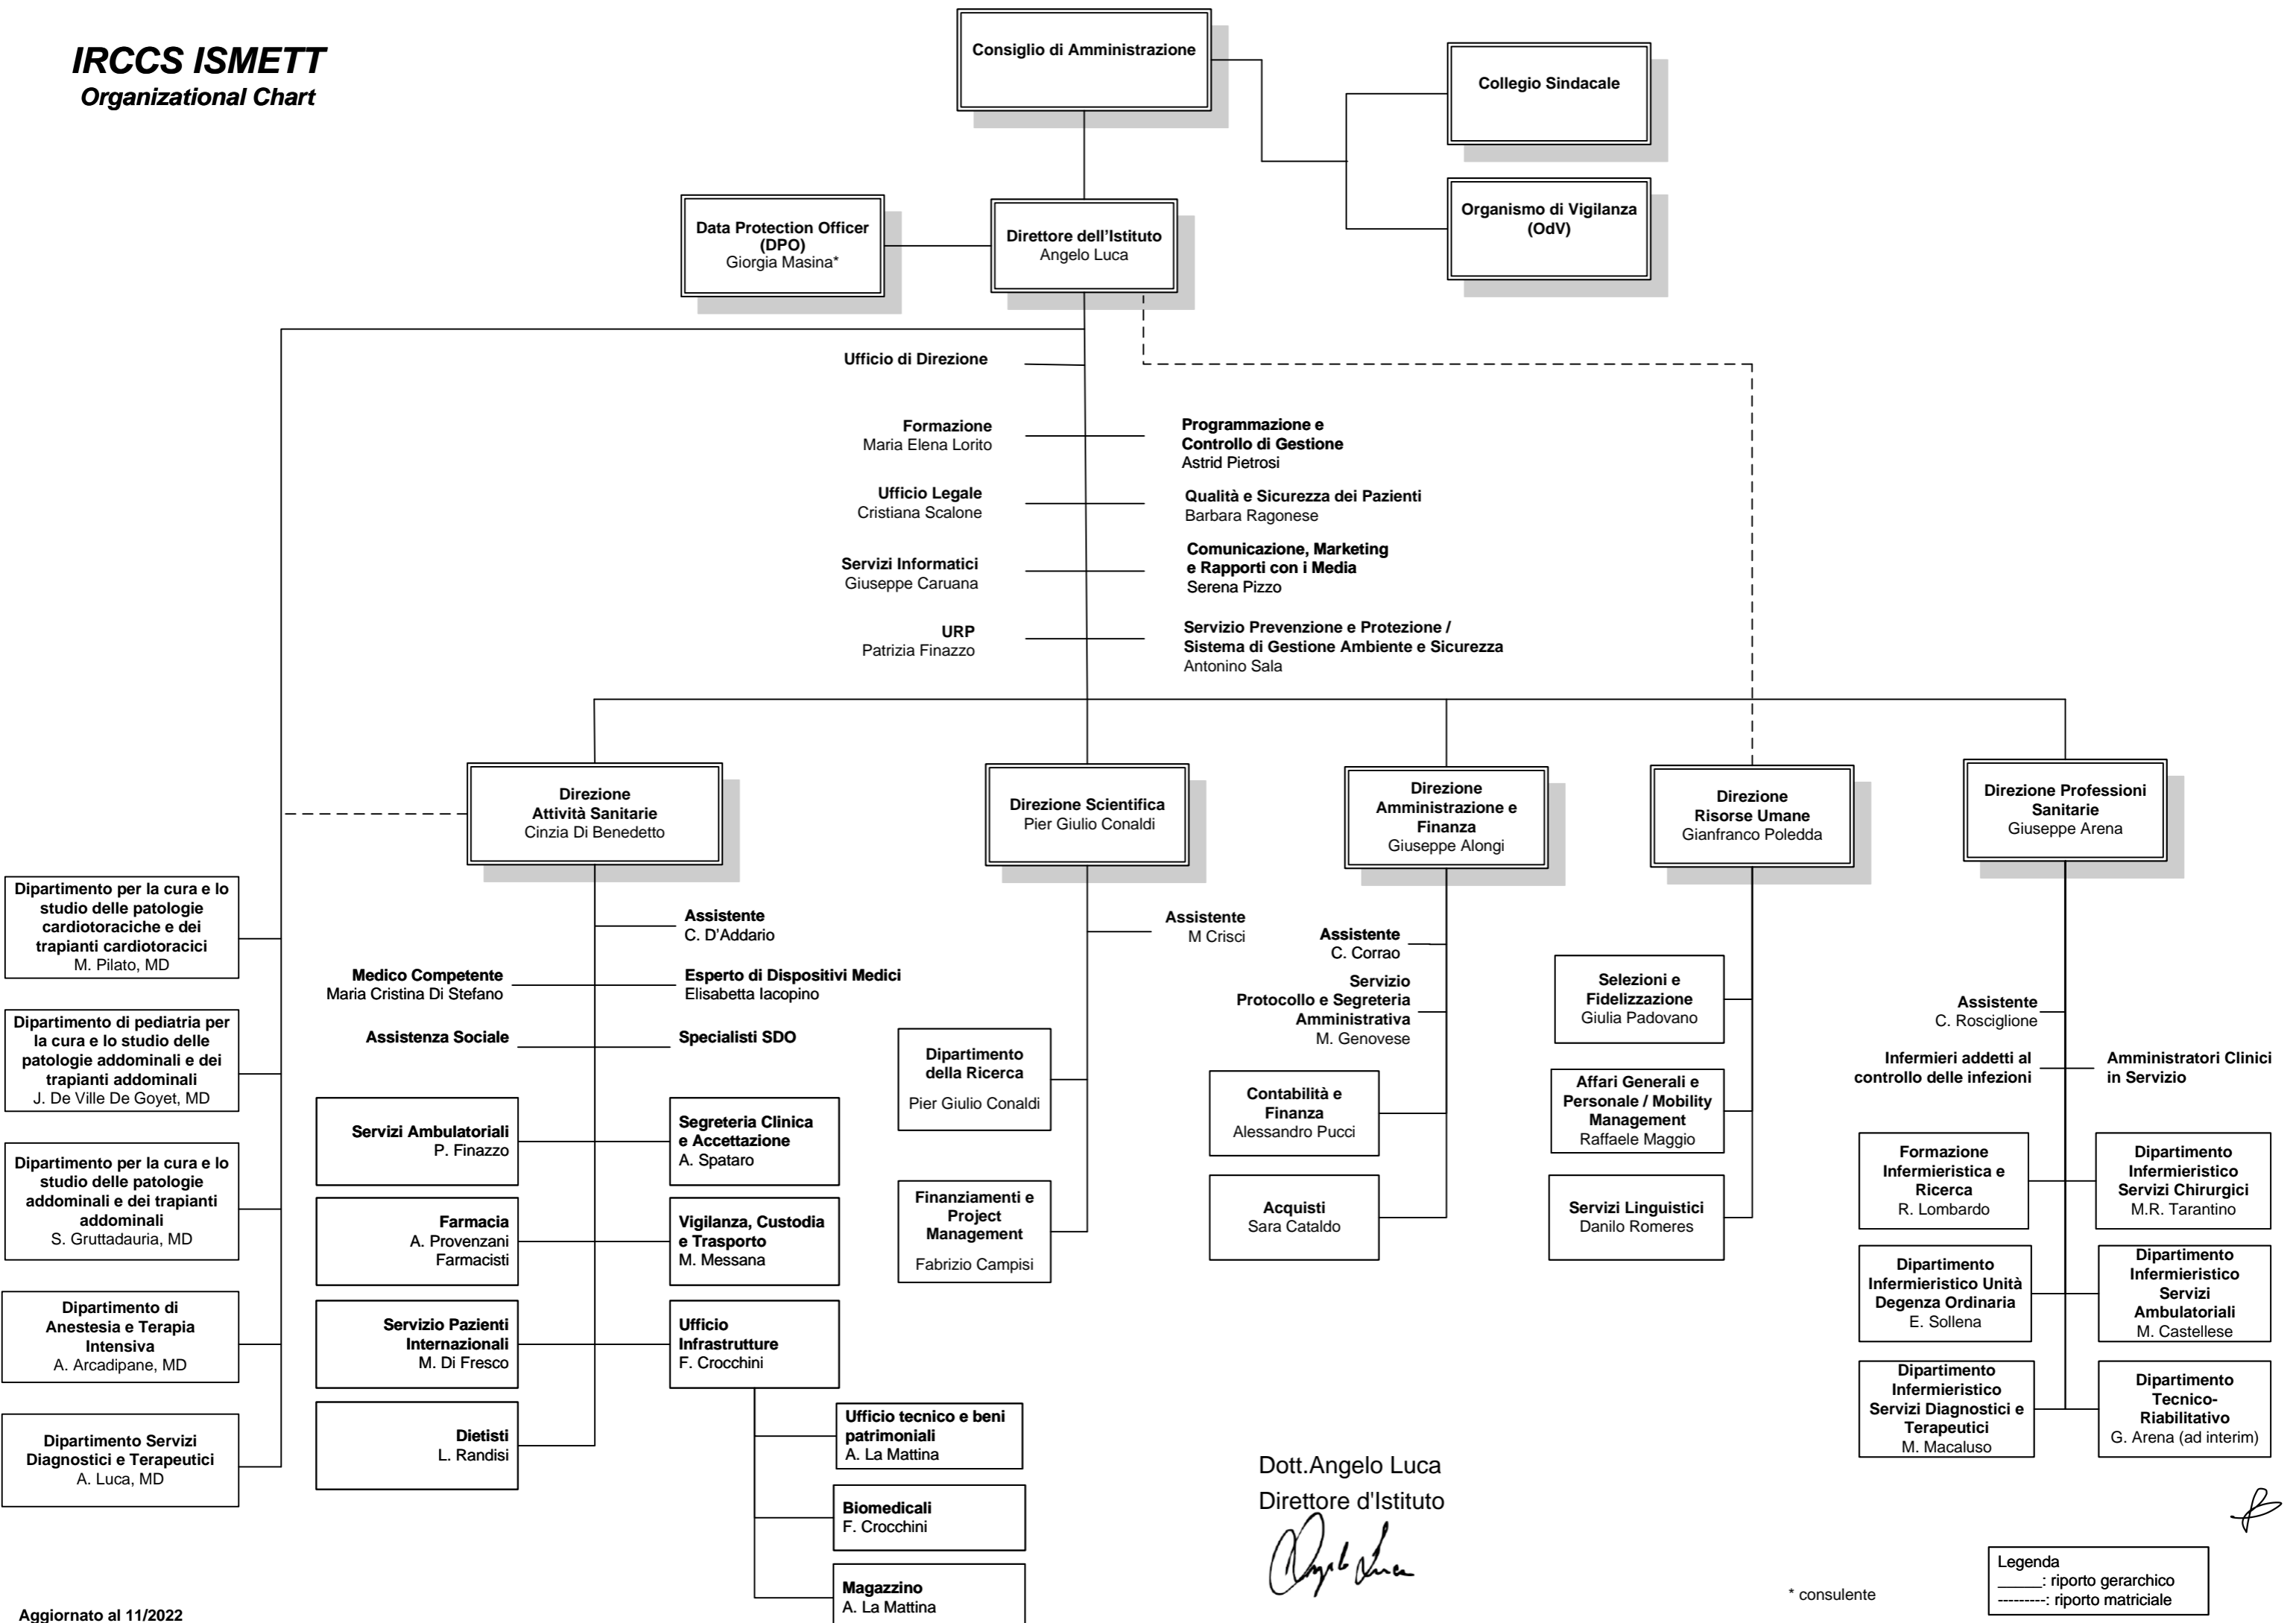 IRCCS ISMETT
Organizational Chart
Consiglio di Amministrazione
Collegio Sindacale
Organismo di Vigilanza
(OdV)
Data Protection Officer
(DPO)
Giorgia Masina*
Direttore dell'Istituto
Angelo Luca
Ufficio di Direzione
Formazione
Maria Elena Lorito
Programmazione e
Controllo di Gestione
Astrid Pietrosi
Ufficio Legale
Cristiana Scalone
Qualità e Sicurezza dei Pazienti
Barbara Ragonese
Servizi Informatici
Giuseppe Caruana
Comunicazione, Marketing
e Rapporti con i Media
Serena Pizzo
URP
Patrizia Finazzo
Servizio Prevenzione e Protezione /
Sistema di Gestione Ambiente e Sicurezza
Antonino Sala
Direzione
Attività Sanitarie
Cinzia Di Benedetto
Direzione Scientifica
Pier Giulio Conaldi
Direzione
Amministrazione e
Finanza
Giuseppe Alongi
Direzione
Risorse Umane
Gianfranco Poledda
Direzione Professioni
Sanitarie
Giuseppe Arena
Dipartimento per la cura e lo
studio delle patologie
cardiotoraciche e dei
trapianti cardiotoracici
M. Pilato, MD
Dipartimento di pediatria per
la cura e lo studio delle
patologie addominali e dei
trapianti addominali
J. De Ville De Goyet, MD
Dipartimento per la cura e lo
studio delle patologie
addominali e dei trapianti
addominali
S. Gruttadauria, MD
Dipartimento di
Anestesia e Terapia
Intensiva
A. Arcadipane, MD
Dipartimento Servizi
Diagnostici e Terapeutici
A. Luca, MD
Assistente
C. D'Addario
Medico Competente
Maria Cristina Di Stefano
Esperto di Dispositivi Medici
Elisabetta Iacopino
Assistenza Sociale
Specialisti SDO
Servizi Ambulatoriali
P. Finazzo
Segreteria Clinica
e Accettazione
A. Spataro
Farmacia
A. Provenzani
Farmacisti
Vigilanza, Custodia
e Trasporto
M. Messana
Servizio Pazienti
Internazionali
M. Di Fresco
Ufficio
Infrastrutture
F. Crocchini
Dietisti
L. Randisi
Ufficio tecnico e beni
patrimoniali
A. La Mattina
Biomedicali
F. Crocchini
Magazzino
A. La Mattina
Assistente
M Crisci
Dipartimento
della Ricerca
Pier Giulio Conaldi
Finanziamenti e
Project
Management
Fabrizio Campisi
Assistente
C. Corrao
Servizio
Protocollo e Segreteria
Amministrativa
M. Genovese
Contabilità e
Finanza
Alessandro Pucci
Acquisti
Sara Cataldo
Selezioni e
Fidelizzazione
Giulia Padovano
Affari Generali e
Personale / Mobility
Management
Raffaele Maggio
Servizi Linguistici
Danilo Romeres
Assistente
C. Rosciglione
Infermieri addetti al
controllo delle infezioni
Amministratori Clinici
in Servizio
Formazione
Infermieristica e
Ricerca
R. Lombardo
Dipartimento
Infermieristico
Servizi Chirurgici
M.R. Tarantino
Dipartimento
Infermieristico Unità
Degenza Ordinaria
E. Sollena
Dipartimento
Infermieristico
Servizi
Ambulatoriali
M. Castellese
Dipartimento
Infermieristico
Servizi Diagnostici e
Terapeutici
M. Macaluso
Dipartimento
Tecnico-
Riabilitativo
G. Arena (ad interim)
Dott.Angelo Luca
Direttore d'Istituto
Angelo Luca
* consulente
Legenda
_____: riporto gerarchico
---------: riporto matriciale
Aggiornato al 11/2022